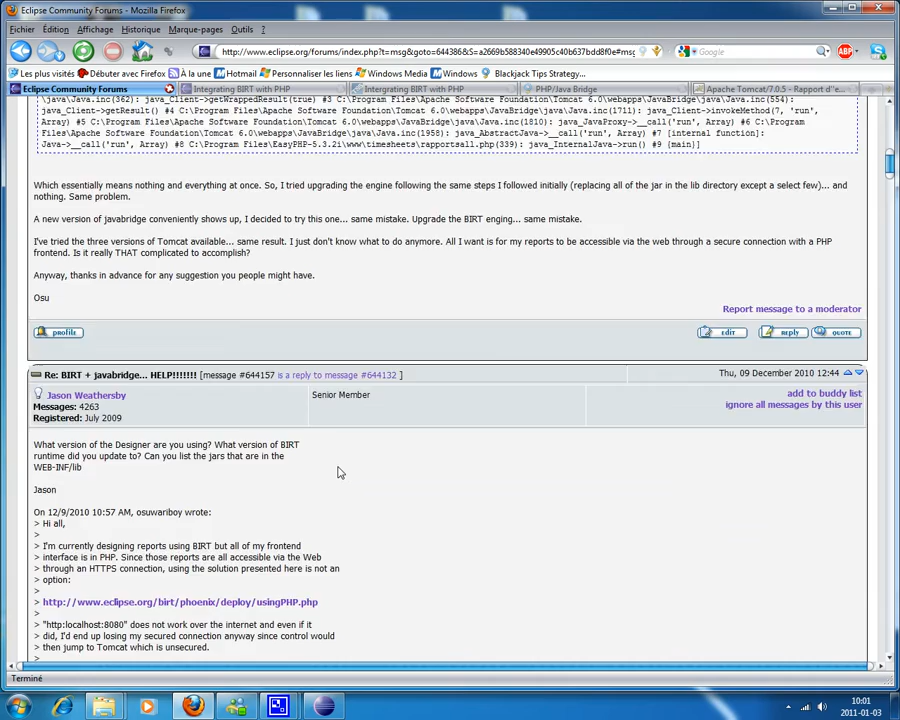 Eclipse Community Forums - Mozilla Firefox
Fichier Édition Affichage Historique Marque-pages Outils ?
http://www.eclipse.org/forums/index.php?t=msg&goto=644386&S=a2669b588340e49905c40b637bdd8f0e#msg Google ABP
Les plus visités Débuter avec Firefox À la une Hotmail Personnaliser les liens Windows Media Windows Blackjack Tips Strategy...
Eclipse Community Forums Integrating BIRT with PHP Integrating BIRT with PHP PHP/Java Bridge Apache Tomcat/7.0.5 - Rapport d'"e...
\java\Java.inc(362): java_Client->getWrappedResult(true) #3 C:\Program Files\Apache Software Foundation\Tomcat 6.0\webapps\JavaBridge\java\Java.inc(554):
java_Client->getResult() #4 C:\Program Files\Apache Software Foundation\Tomcat 6.0\webapps\JavaBridge\java\Java.inc(1711): java_Client->invokeMethod(7, 'run',
Array) #5 C:\Program Files\Apache Software Foundation\Tomcat 6.0\webapps\JavaBridge\java\Java.inc(1810): java_JavaProxy->__call('run', Array) #6 C:\Program
Files\Apache Software Foundation\Tomcat 6.0\webapps\JavaBridge\java\Java.inc(1958): java_AbstractJava->__call('run', Array) #7 [internal function]:
Java->__call('run', Array) #8 C:\Program Files\EasyPHP-5.3.2i\www\timesheets\rapportsall.php(339): java_InternalJava->run() #9 {main}]
Which essentially means nothing and everything at once. So, I tried upgrading the engine following the same steps I followed initially (replacing all of the jar in the lib directory except a select few)... and
nothing. Same problem.
A new version of javabridge conveniently shows up, I decided to try this one... same mistake. Upgrade the BIRT enging... same mistake.
I've tried the three versions of Tomcat available... same result. I just don't know what to do anymore. All I want is for my reports to be accessible via the web through a secure connection with a PHP
frontend. Is it really THAT complicated to accomplish?
Anyway, thanks in advance for any suggestion you people might have.
Osu
Report message to a moderator
profile EDIT REPLY QUOTE
Re: BIRT + javabridge... HELP!!!!!!! [message #644157 is a reply to message #644132 ] Thu, 09 December 2010 12:44
Jason Weathersby Senior Member add to buddy list
Messages: 4263 ignore all messages by this user
Registered: July 2009
What version of the Designer are you using? What version of BIRT
runtime did you update to? Can you list the jars that are in the
WEB-INF/lib
Jason
On 12/9/2010 10:57 AM, osuwariboy wrote:
> Hi all,
>
> I'm currently designing reports using BIRT but all of my frontend
> interface is in PHP. Since those reports are all accessible via the Web
> through an HTTPS connection, using the solution presented here is not an
> option:
>
> http://www.eclipse.org/birt/phoenix/deploy/usingPHP.php
>
> "http:localhost:8080" does not work over the internet and even if it
> did, I'd end up losing my secured connection anyway since control would
> then jump to Tomcat which is unsecured.
>
Terminé
10:01
2011-01-03